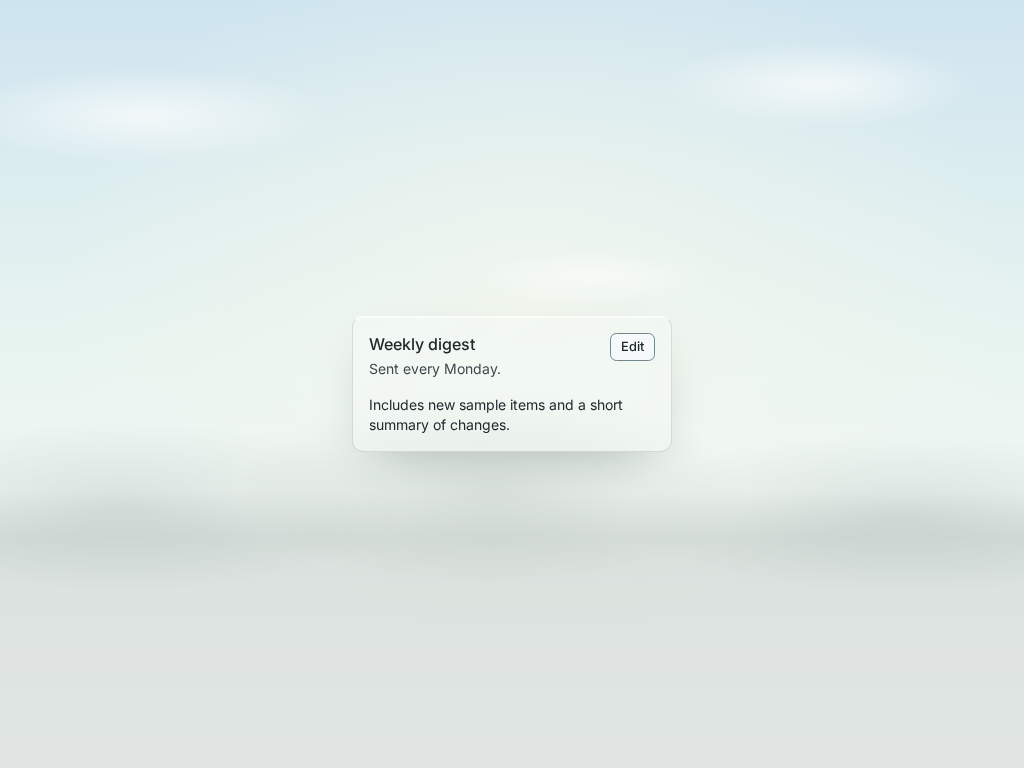 Weekly digest
Edit
Sent every Monday.
Includes new sample items and a short
summary of changes.